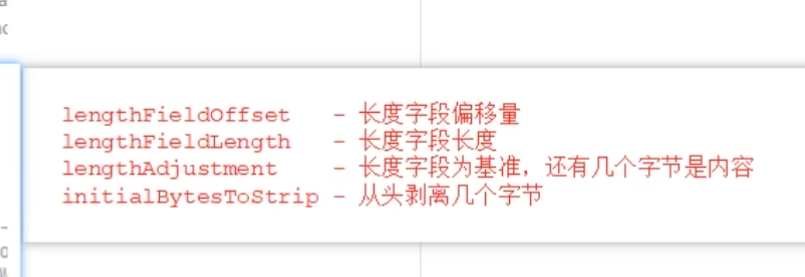 lengthFieldOffset - 长度字段偏移量
lengthFieldLength - 长度字段长度
lengthAdjustment - 长度字段为基准，还有几个字节是内容
initialBytesToStrip - 从头剥离几个字节